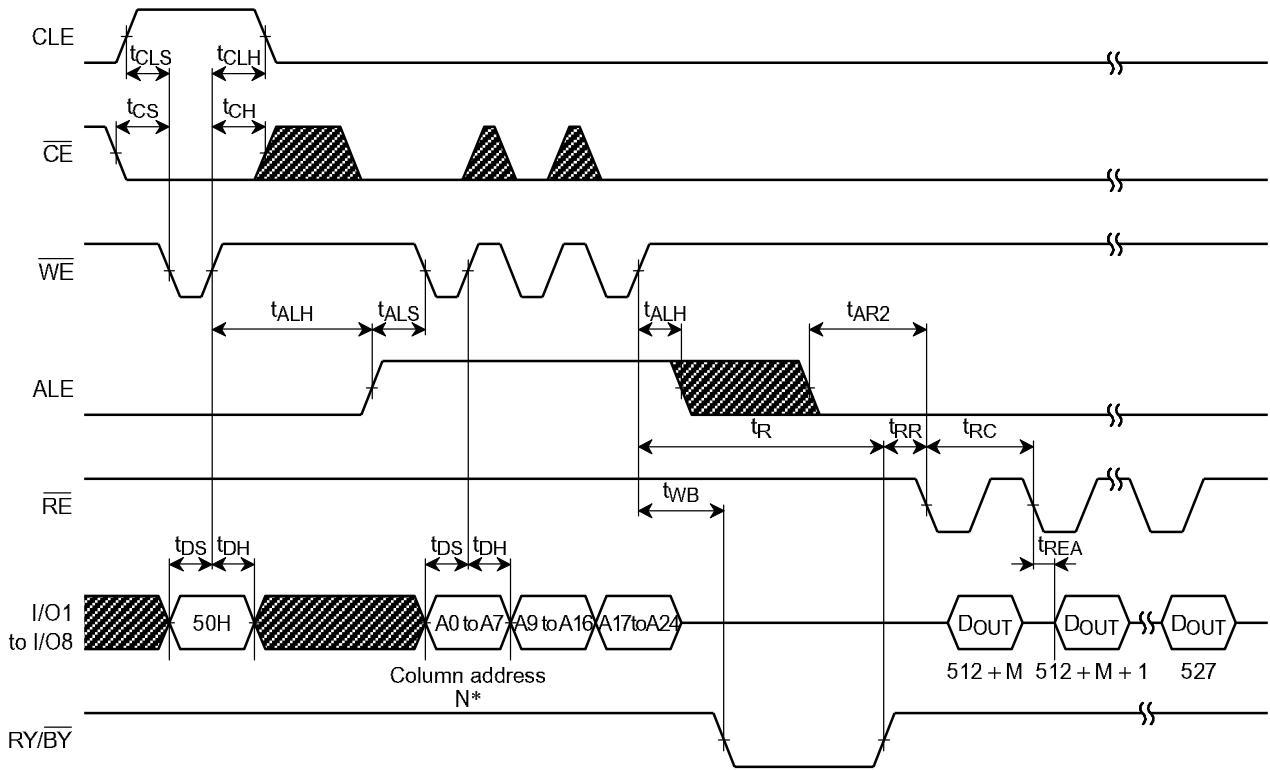 CLE
tCLS tCLH
tCS tCH
CE
WE
tALH tALS tALH tAR2
ALE
tR tRR tRC
RE
tWB
tDS tDH tDS tDH tREA
I/O1
to I/O8
50H A0 to A7 A9 to A16 A17 to A24 DOUT DOUT DOUT
Column address
N*
512 + M 512 + M + 1 527
RY/BY